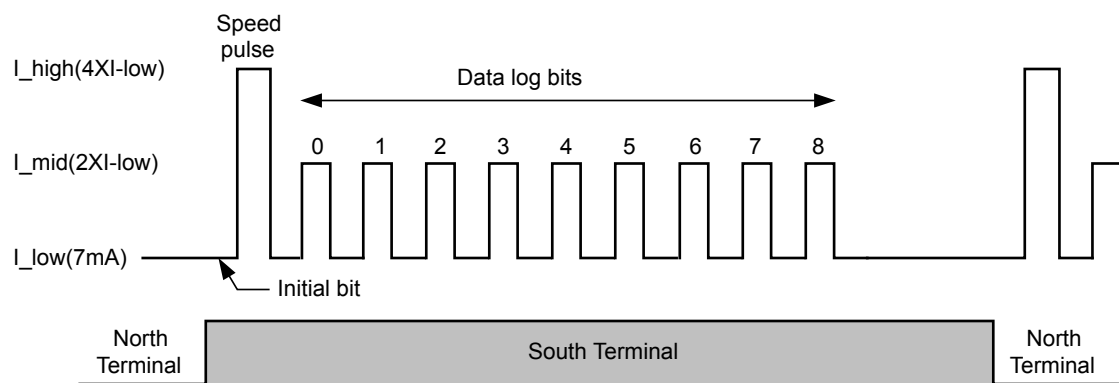 Speed
pulse
I_high(4XI-low)
Data log bits
0 1 2 3 4 5 6 7 8
I_mid(2XI-low)
I_low(7mA)
Initial bit
North
Terminal
South Terminal
North
Terminal